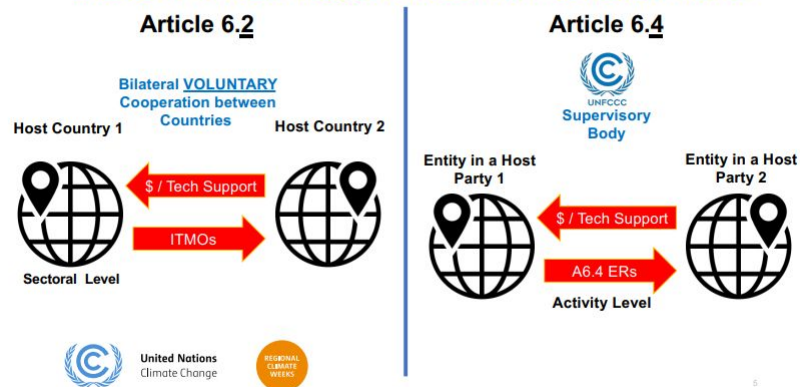 Article 6.2
Bilateral VOLUNTARY
Cooperation between
Countries
Host Country 1
Host Country 2
$ / Tech Support
ITMOs
Sectoral Level
United Nations
Climate Change
REGIONAL
CLIMATE
WEEKS
Article 6.4
UNFCCC
Supervisory
Body
Entity in a Host
Party 1
Entity in a Host
Party 2
$ / Tech Support
A6.4 ERs
Activity Level
5